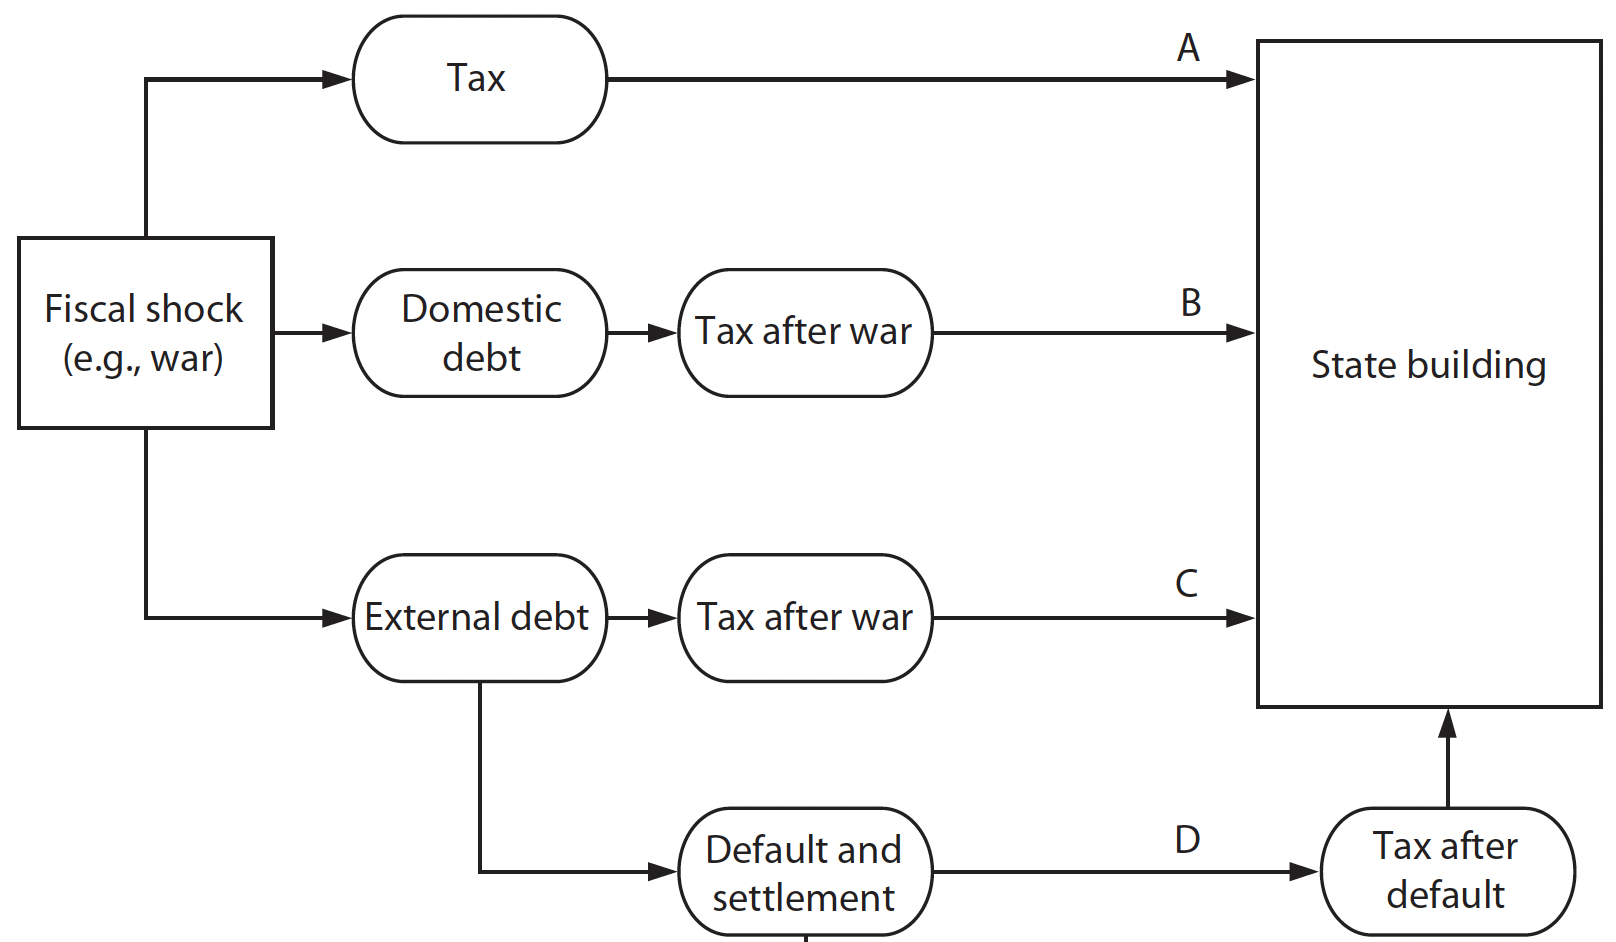 Tax
A
Fiscal shock
(e.g., war)
Domestic
debt
Tax after war
B
State building
External debt
Tax after war
C
Default and
settlement
D
Tax after
default